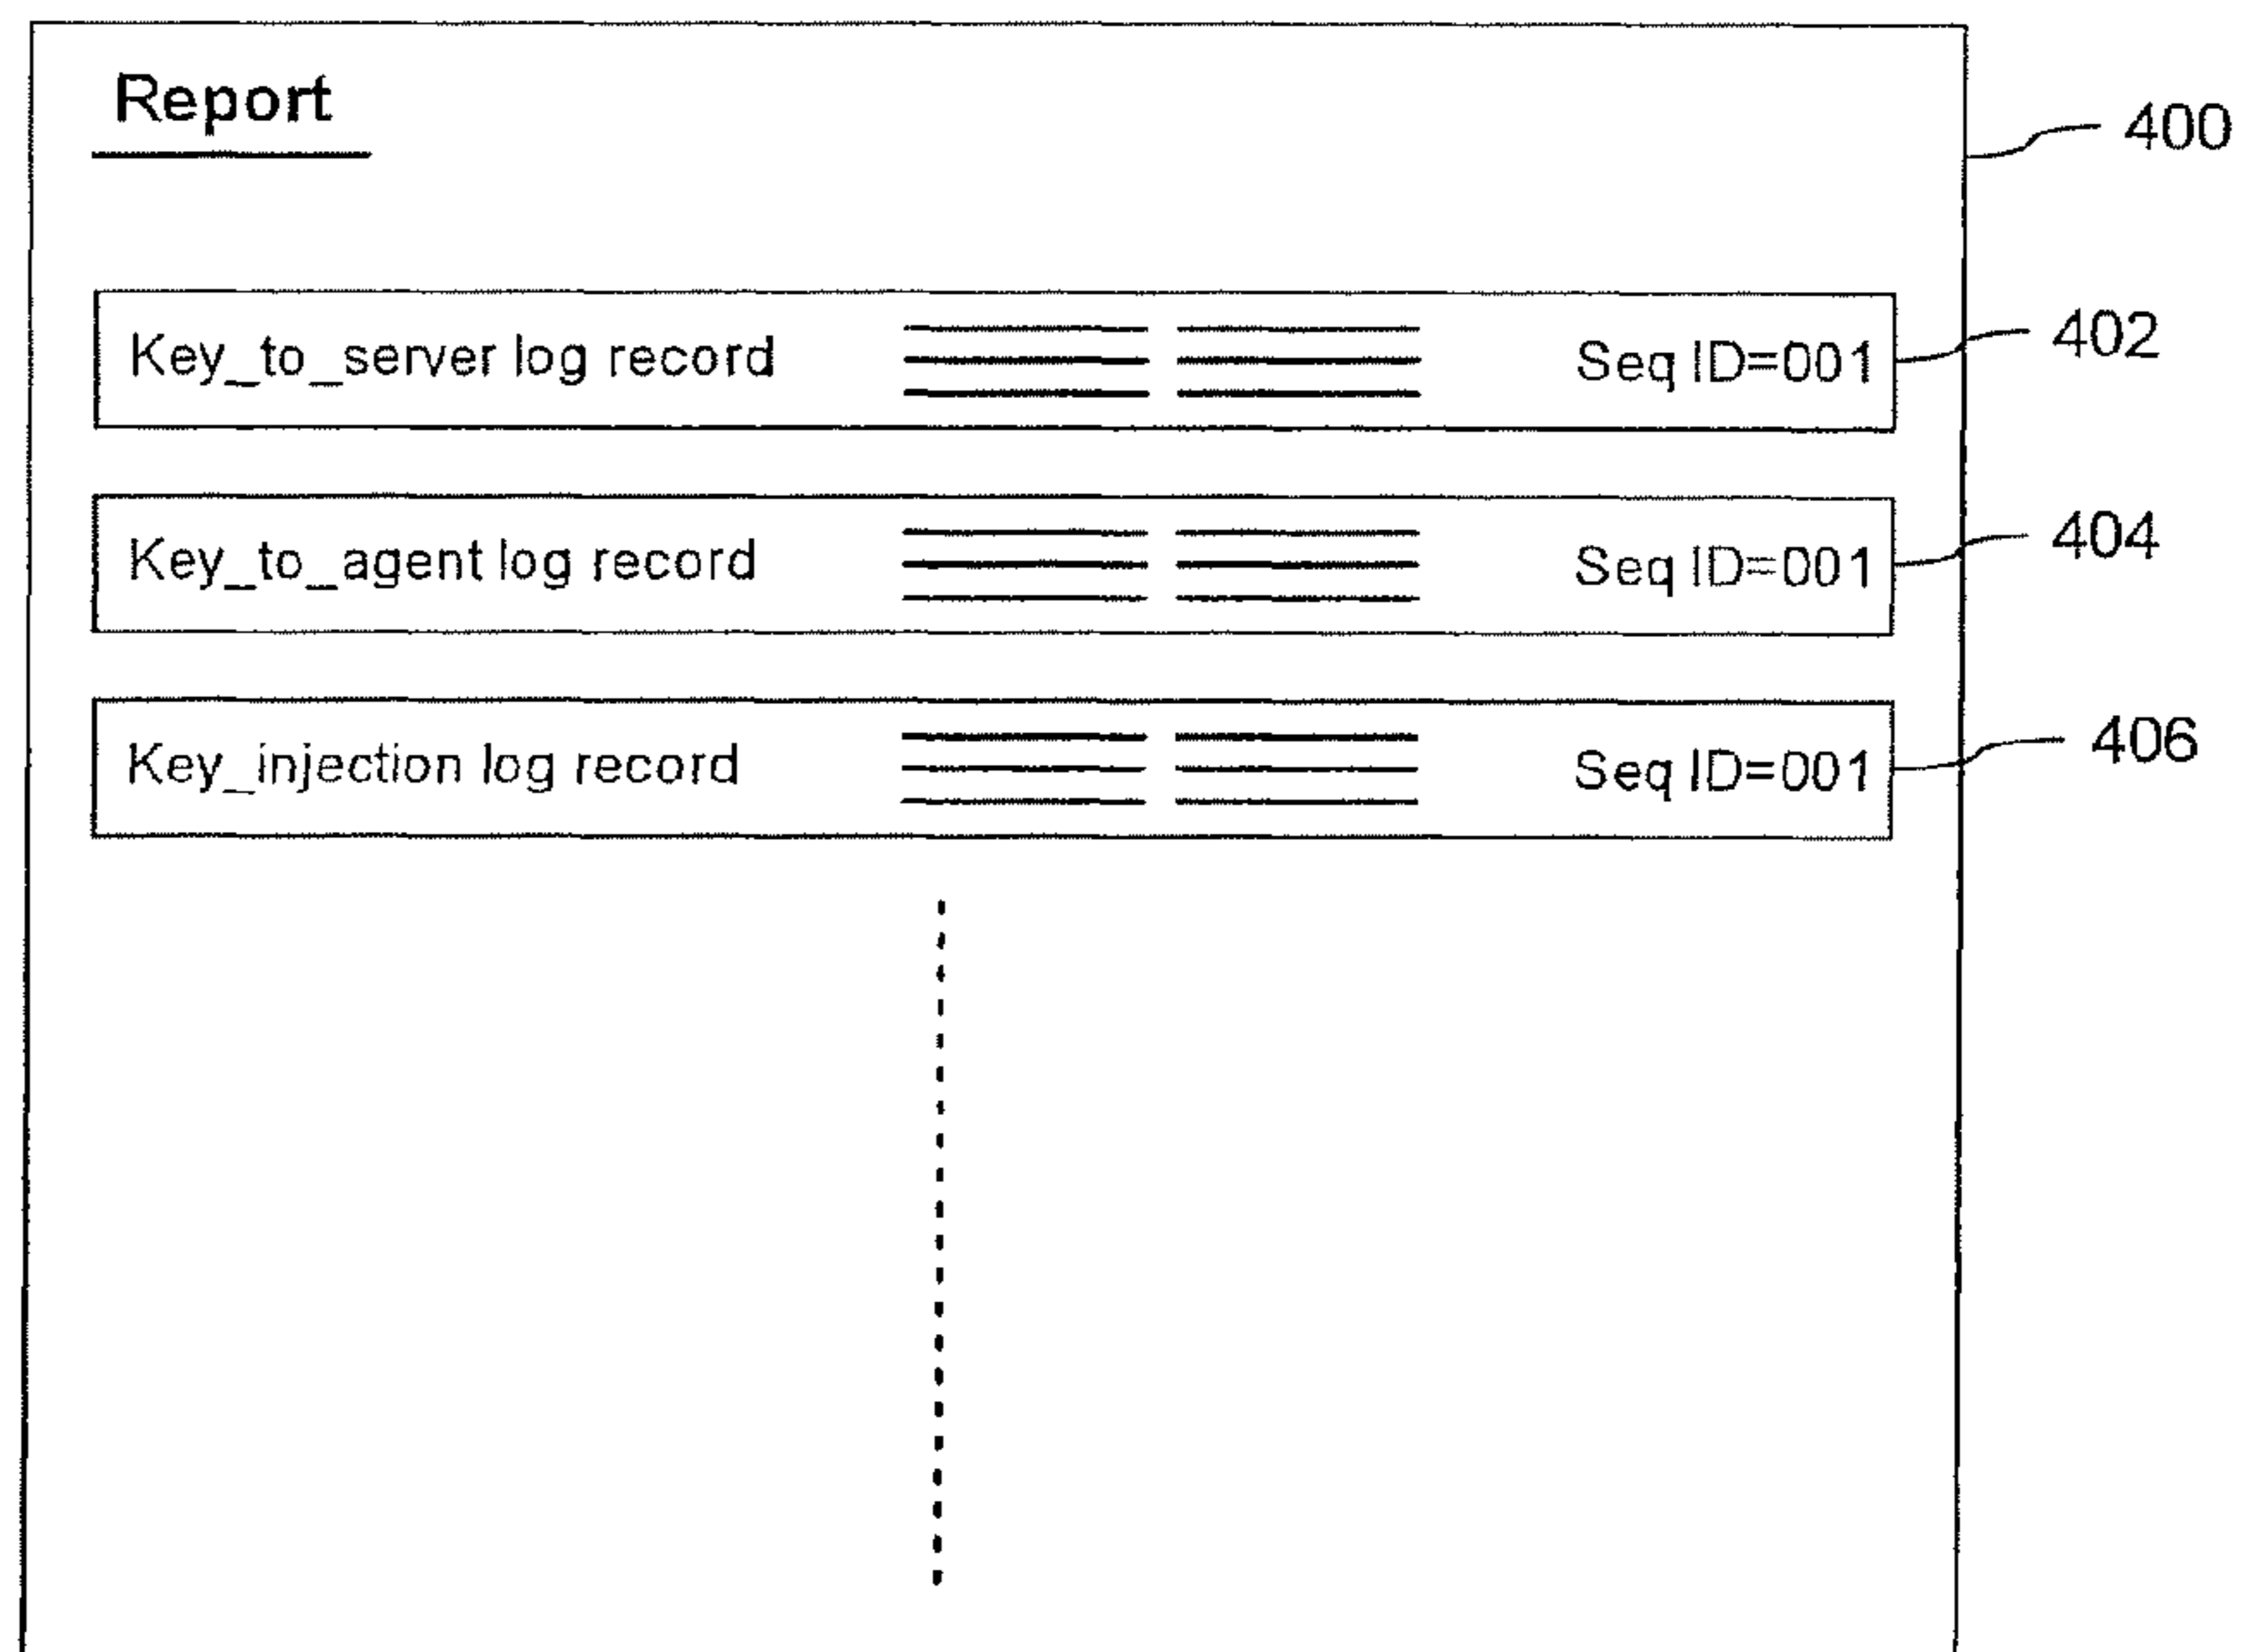 Report
400
Key_to_server log record Seq ID=001 402
Key_to_agent log record Seq ID=001 404
Key_injection log record Seq ID=001 406